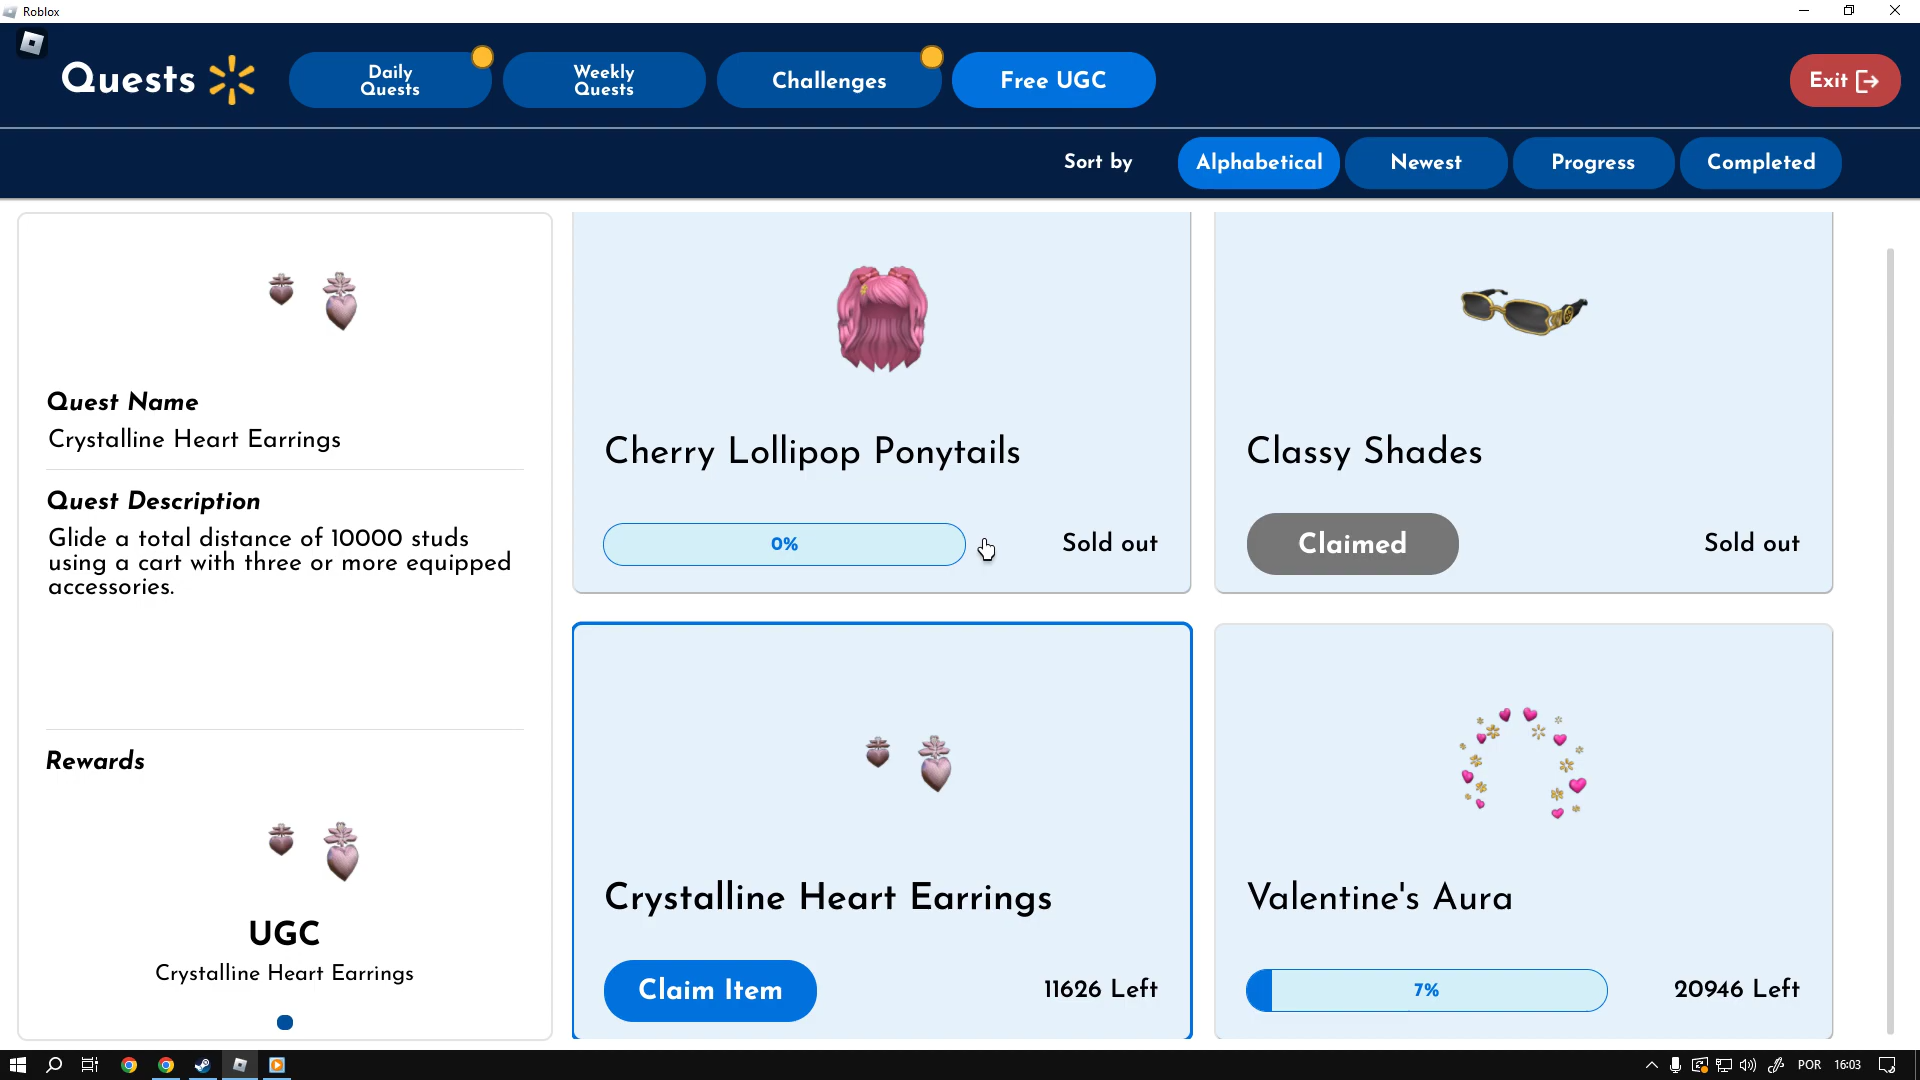 Roblox
Quests
Daily
Quests
Weekly
Quests
Challenges
Free UGC
Exit
Sort by
Alphabetical
Newest
Progress
Completed
Quest Name
Crystalline Heart Earrings
Quest Description
Glide a total distance of 10000 studs
using a cart with three or more equipped
accessories.
Rewards
UGC
Crystalline Heart Earrings
Cherry Lollipop Ponytails
0%
Sold out
Classy Shades
Claimed
Sold out
Crystalline Heart Earrings
Claim Item
11626 Left
Valentine's Aura
7%
20946 Left
POR
16:03